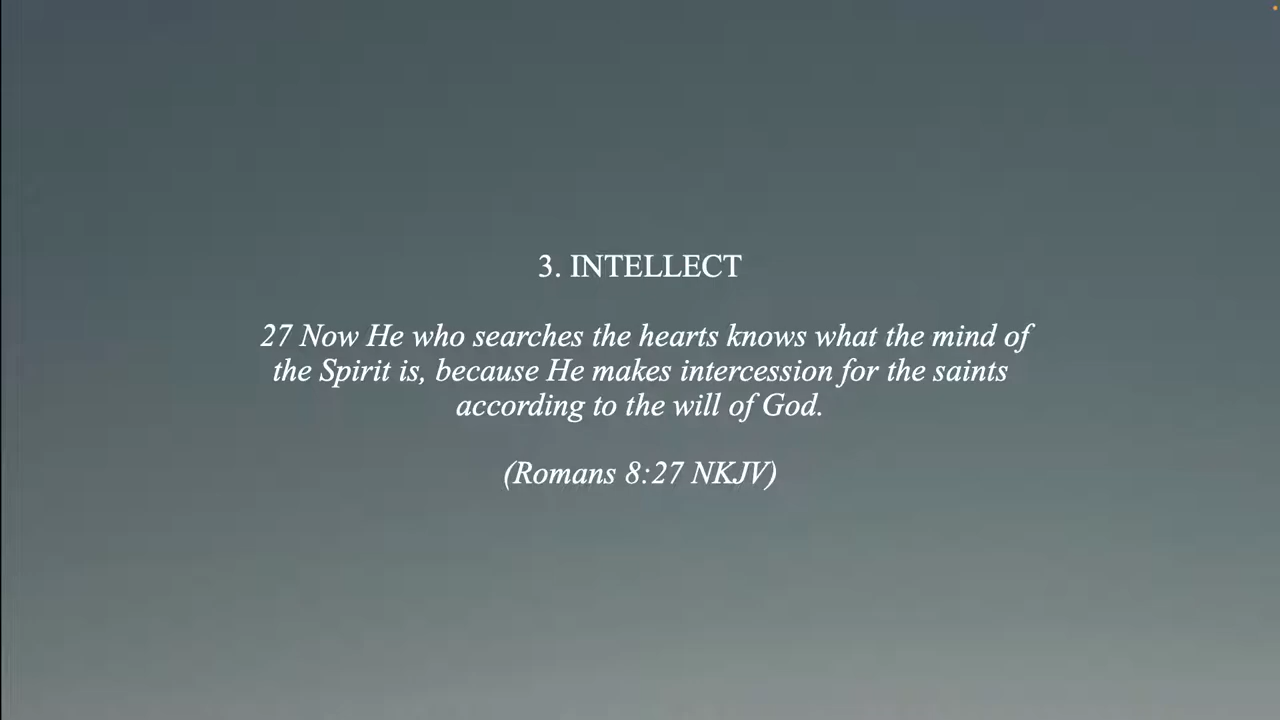 3. INTELLECT
27 Now He who searches the hearts knows what the mind of
the Spirit is, because He makes intercession for the saints
according to the will of God.
(Romans 8:27 NKJV)